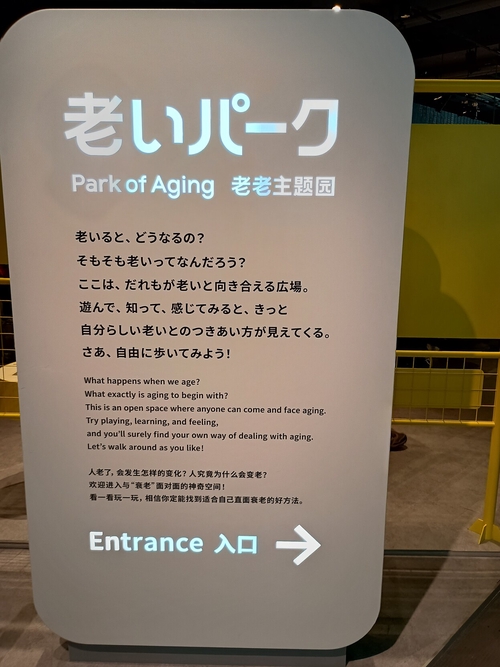 老いパーク
Park of Aging 老老主题园
老いると、どうなるの？
そもそも老いってなんだろう？
ここは、だれもが老いと向き合える広場。
遊んで、知って、感じてみると、きっと
自分らしい老いとのつきあい方が見えてくる。
さあ、自由に歩いてみよう！
What happens when we age?
What exactly is aging to begin with?
This is an open space where anyone can come and face aging.
Try playing, learning, and feeling,
and you'll surely find your own way of dealing with aging.
Let's walk around as you like!
人老了，会发生怎样的变化？人究竟为什么会变老？
欢迎进入与“衰老”面对面的神奇空间！
看一看玩一玩，相信你定能找到适合自己直面衰老的好方法。
Entrance 入口